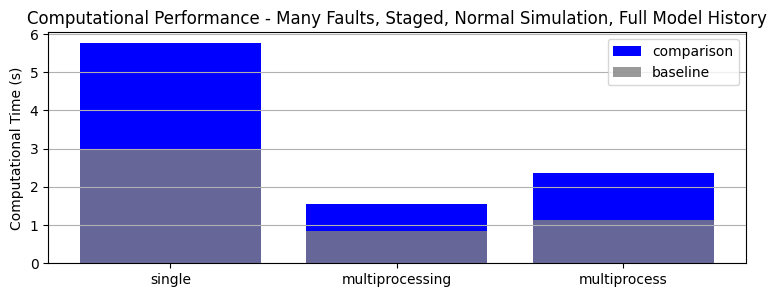 Computational Performance - Many Faults, Staged, Normal Simulation, Full Model History
Computational Time (s)
6
5
4
3
2
1
0
comparison
baseline
single
multiprocessing
multiprocess